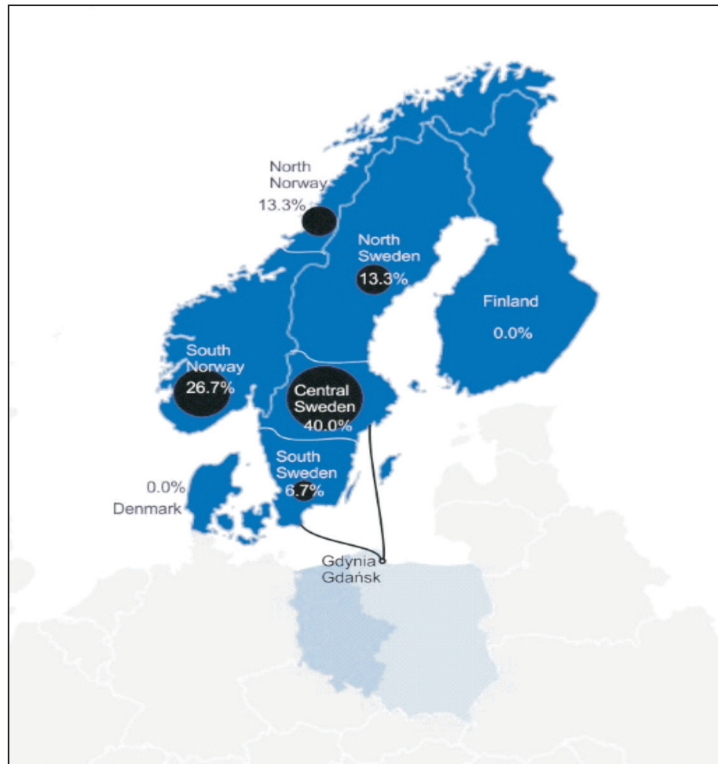 North
Norway
13.3%
North
Sweden
13.3%
Finland
0.0%
South
Norway
26.7%
Central
Sweden
40.0%
South
Sweden
6.7%
0.0%
Denmark
Gdynia
Gdańsk